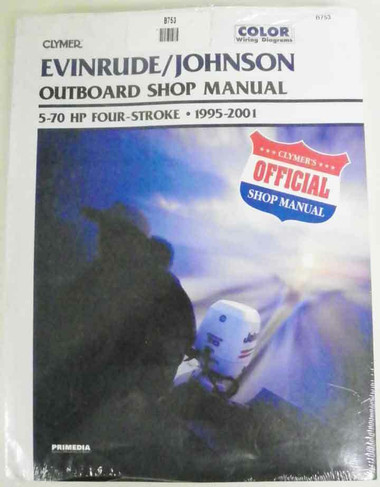 B753
CLYMER
B753
COLOR
Wiring Diagrams
EVINRUDE/JOHNSON
OUTBOARD SHOP MANUAL
5-70 HP FOUR-STROKE • 1995-2001
CLYMER'S
OFFICIAL
SHOP MANUAL
PRIMEDIA